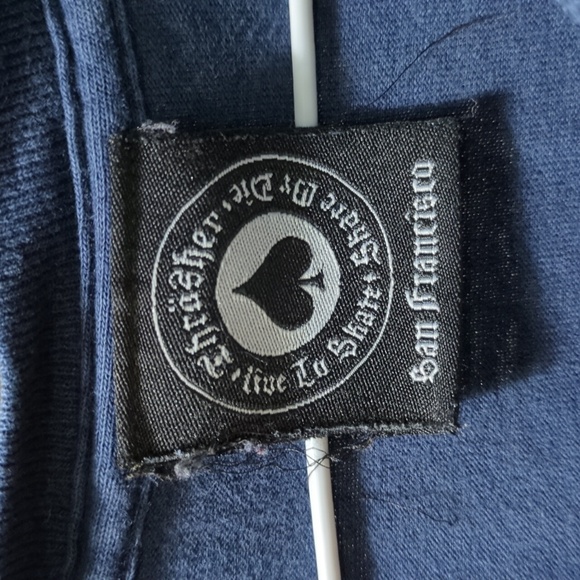 Thrasher
Live To Skate
Skate Or Die
San Francisco